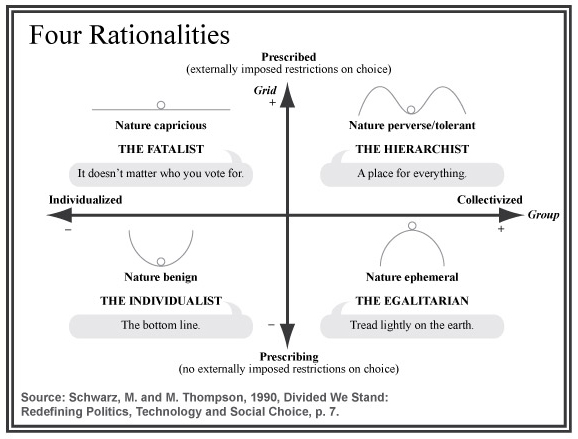 Four Rationalities
Prescribed
(externally imposed restrictions on choice)
Grid
+
Nature capricious
THE FATALIST
It doesn't matter who you vote for.
Nature perverse/tolerant
THE HIERARCHIST
A place for everything.
Individualized
–
Collectivized
Group
+
Nature benign
THE INDIVIDUALIST
The bottom line.
Nature ephemeral
THE EGALITARIAN
Tread lightly on the earth.
–
Prescribing
(no externally imposed restrictions on choice)
Source: Schwarz, M. and M. Thompson, 1990, Divided We Stand:
Redefining Politics, Technology and Social Choice, p. 7.